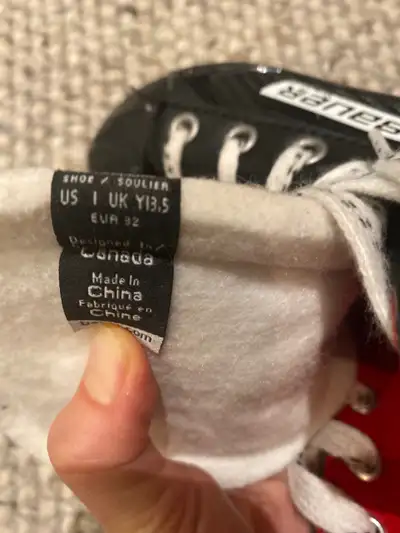 BAUER
SHOE / SOULIER
US 1 UK Y13.5
EUR 32
Designed In/
Canada
Made In
China
Fabriqué en
Chine
.com